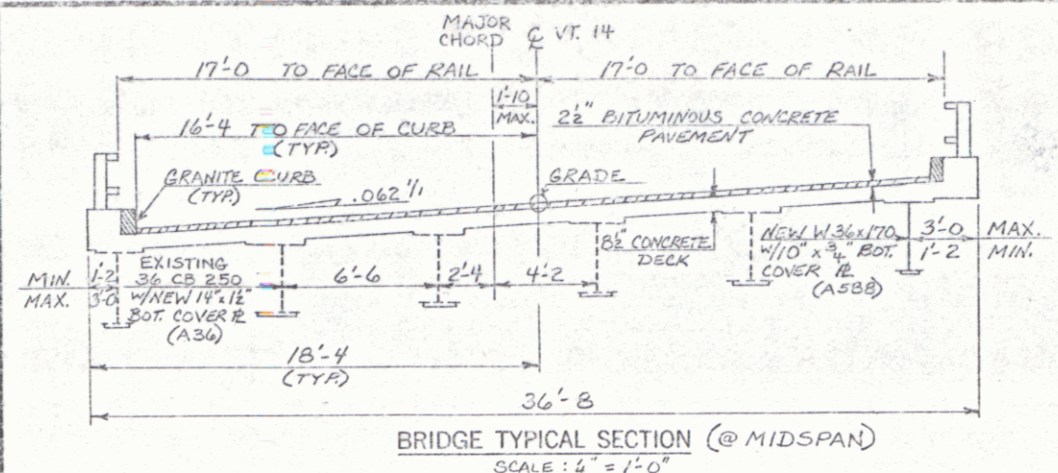 MAJOR
CHORD ℄ VT. 14
17'-0 TO FACE OF RAIL 17'-0 TO FACE OF RAIL
1'-10
MAX.
16'-4 TO FACE OF CURB
(TYP.)
2½" BITUMINOUS CONCRETE
PAVEMENT
GRANITE CURB
(TYP.)
.062'/1
GRADE
8½" CONCRETE
DECK
NEW W 36x170
W/10" x ¾" BOT.
COVER ℄
(A588)
3'-0 MAX.
1'-2 MIN.
MIN. 1'-2
MAX. 3'-0
EXISTING
36 CB 250
W/NEW 14"x1½"
BOT. COVER ℄
(A36)
6'-6 2'-4 4'-2
18'-4
(TYP.)
36'-8
BRIDGE TYPICAL SECTION (@ MIDSPAN)
SCALE: ¼" = 1'-0"